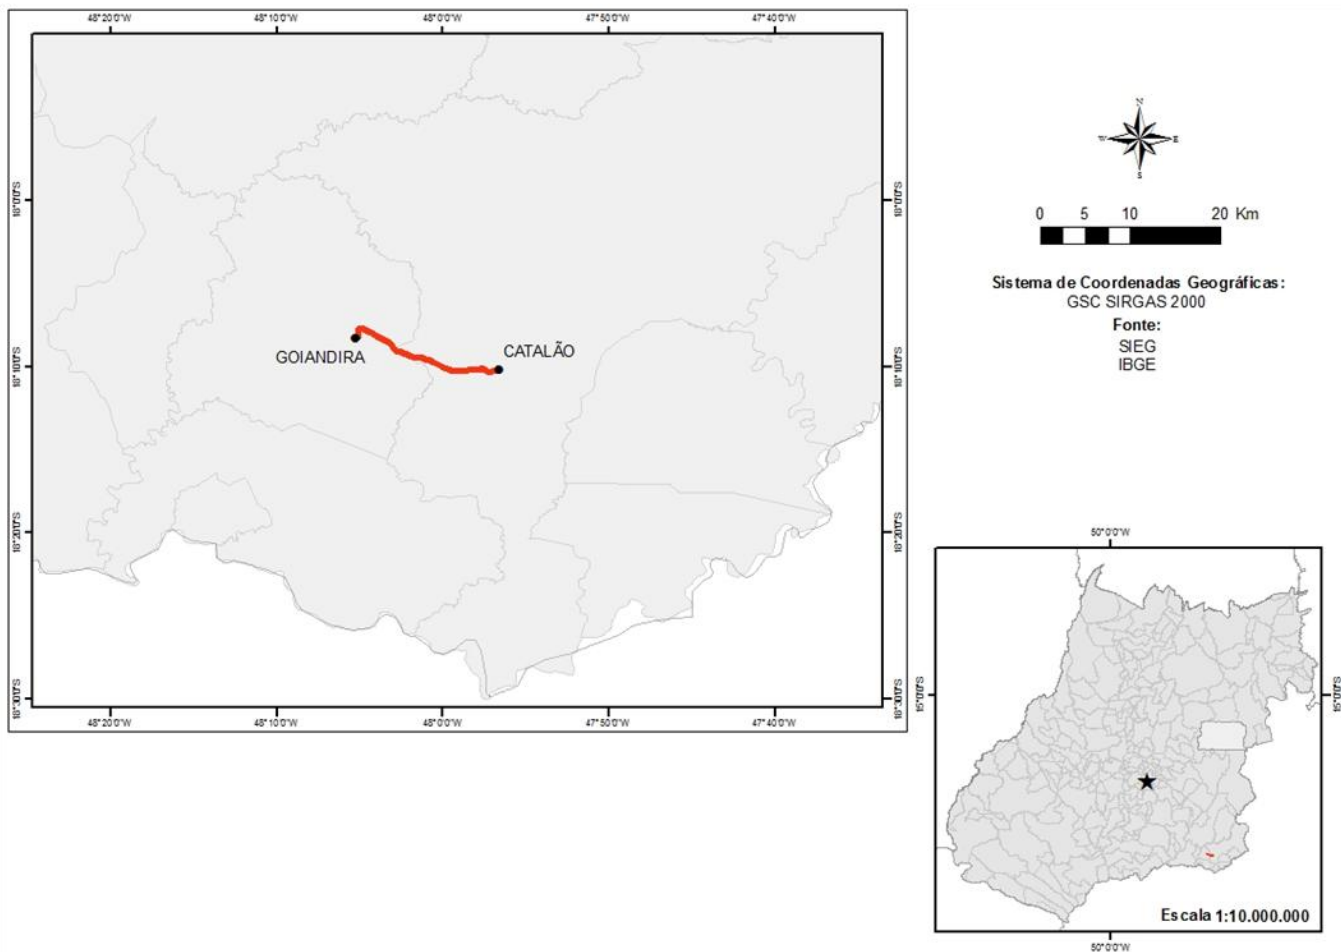 48°20'0"W 48°10'0"W 48°0'0"W 47°50'0"W 47°40'0"W
18°0'0"S 18°0'0"S
GOIANDIRA CATALÃO
18°10'0"S 18°10'0"S
18°20'0"S 18°20'0"S
18°30'0"S 18°30'0"S
48°20'0"W 48°10'0"W 48°0'0"W 47°50'0"W 47°40'0"W
N
W E
S
0 5 10 20 Km
Sistema de Coordenadas Geográficas:
GSC SIRGAS 2000
Fonte:
SIEG
IBGE
50°0'0"W
15°0'0"S 15°0'0"S
Escala 1:10.000.000
50°0'0"W